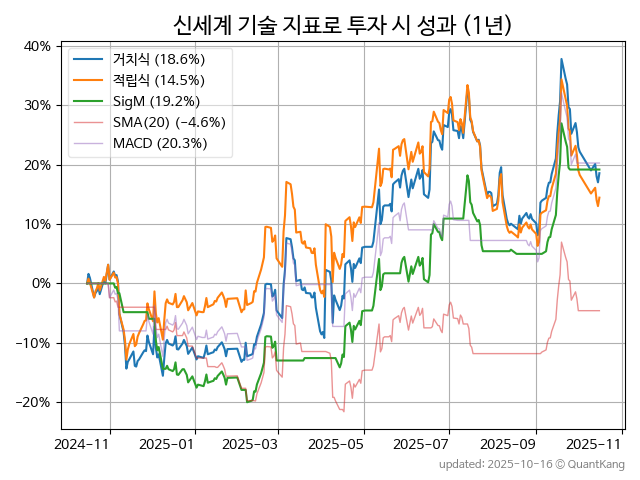 신세계 기술 지표로 투자 시 성과 (1년)
40%
30%
20%
10%
0%
−10%
−20%
거치식 (18.6%)
적립식 (14.5%)
SigM (19.2%)
SMA(20) (−4.6%)
MACD (20.3%)
2024-11
2025-01
2025-03
2025-05
2025-07
2025-09
2025-11
updated: 2025-10-16 © QuantKang